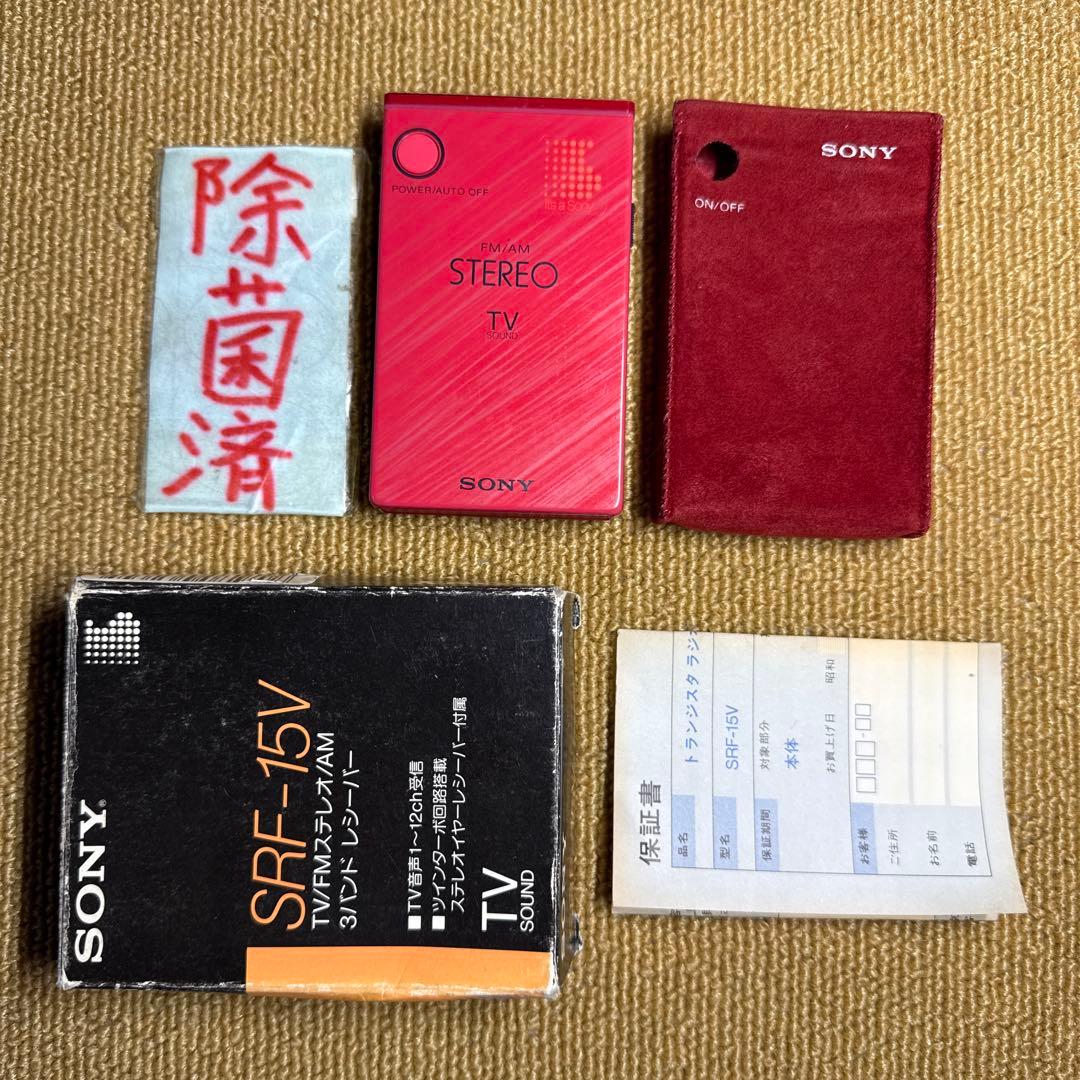 除菌済
POWER/AUTO OFF
It's a Sony
FM/AM
STEREO
TV
SOUND
SONY
SONY
ON/OFF
SONY®
SRF-15V
TV/FMステレオ/AM
3バンド レシーバー
■TV音声1〜12ch受信
■ツインターボ回路搭載
ステレオイヤーレシーバー付属
TV
SOUND
保証書
品名 トランジスタラジオ
型名 SRF-15V
保証期間 対象部分
本体
お買上げ日 昭和
お客様
ご住所
お名前
電話